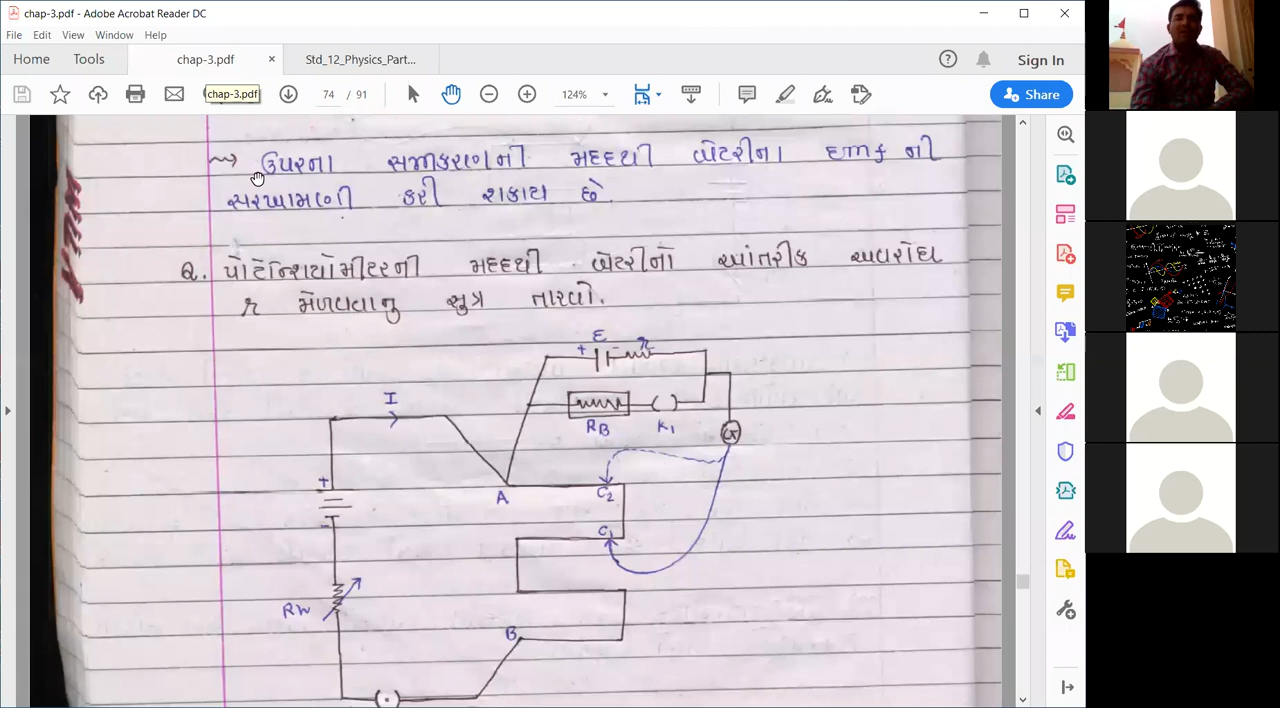 chap-3.pdf - Adobe Acrobat Reader DC
File Edit View Window Help
Home Tools chap-3.pdf × Std_12_Physics_Part... Sign In
chap-3.pdf 74 / 91 124% Share
ઉપરના સમીકરણની મદદથી બેટરીના emf ની
સરખામણી કરી શકાય છે.
Q. પોટેન્શિયોમીટરની મદદથી બેટરીનો આંતરીક અવરોધ
r મેળવવાનુ સુત્ર તારવો.
E r
+ -
I
RB K1
G
+
A C2
-
C1
RW
B